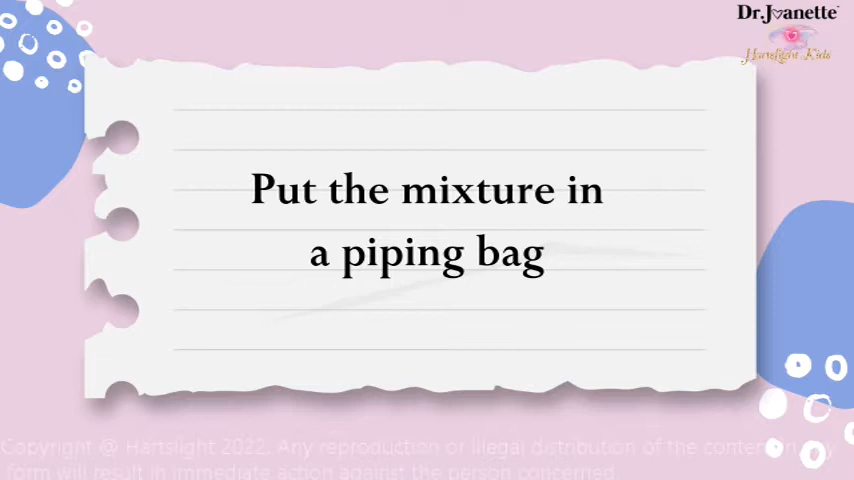 Dr.Joanette™
Hartslight Kids
Put the mixture in
a piping bag
Copyright @ Hartslight 2022. Any reproduction or illegal distribution of the content in any
form will result in immediate action against the person concerned.